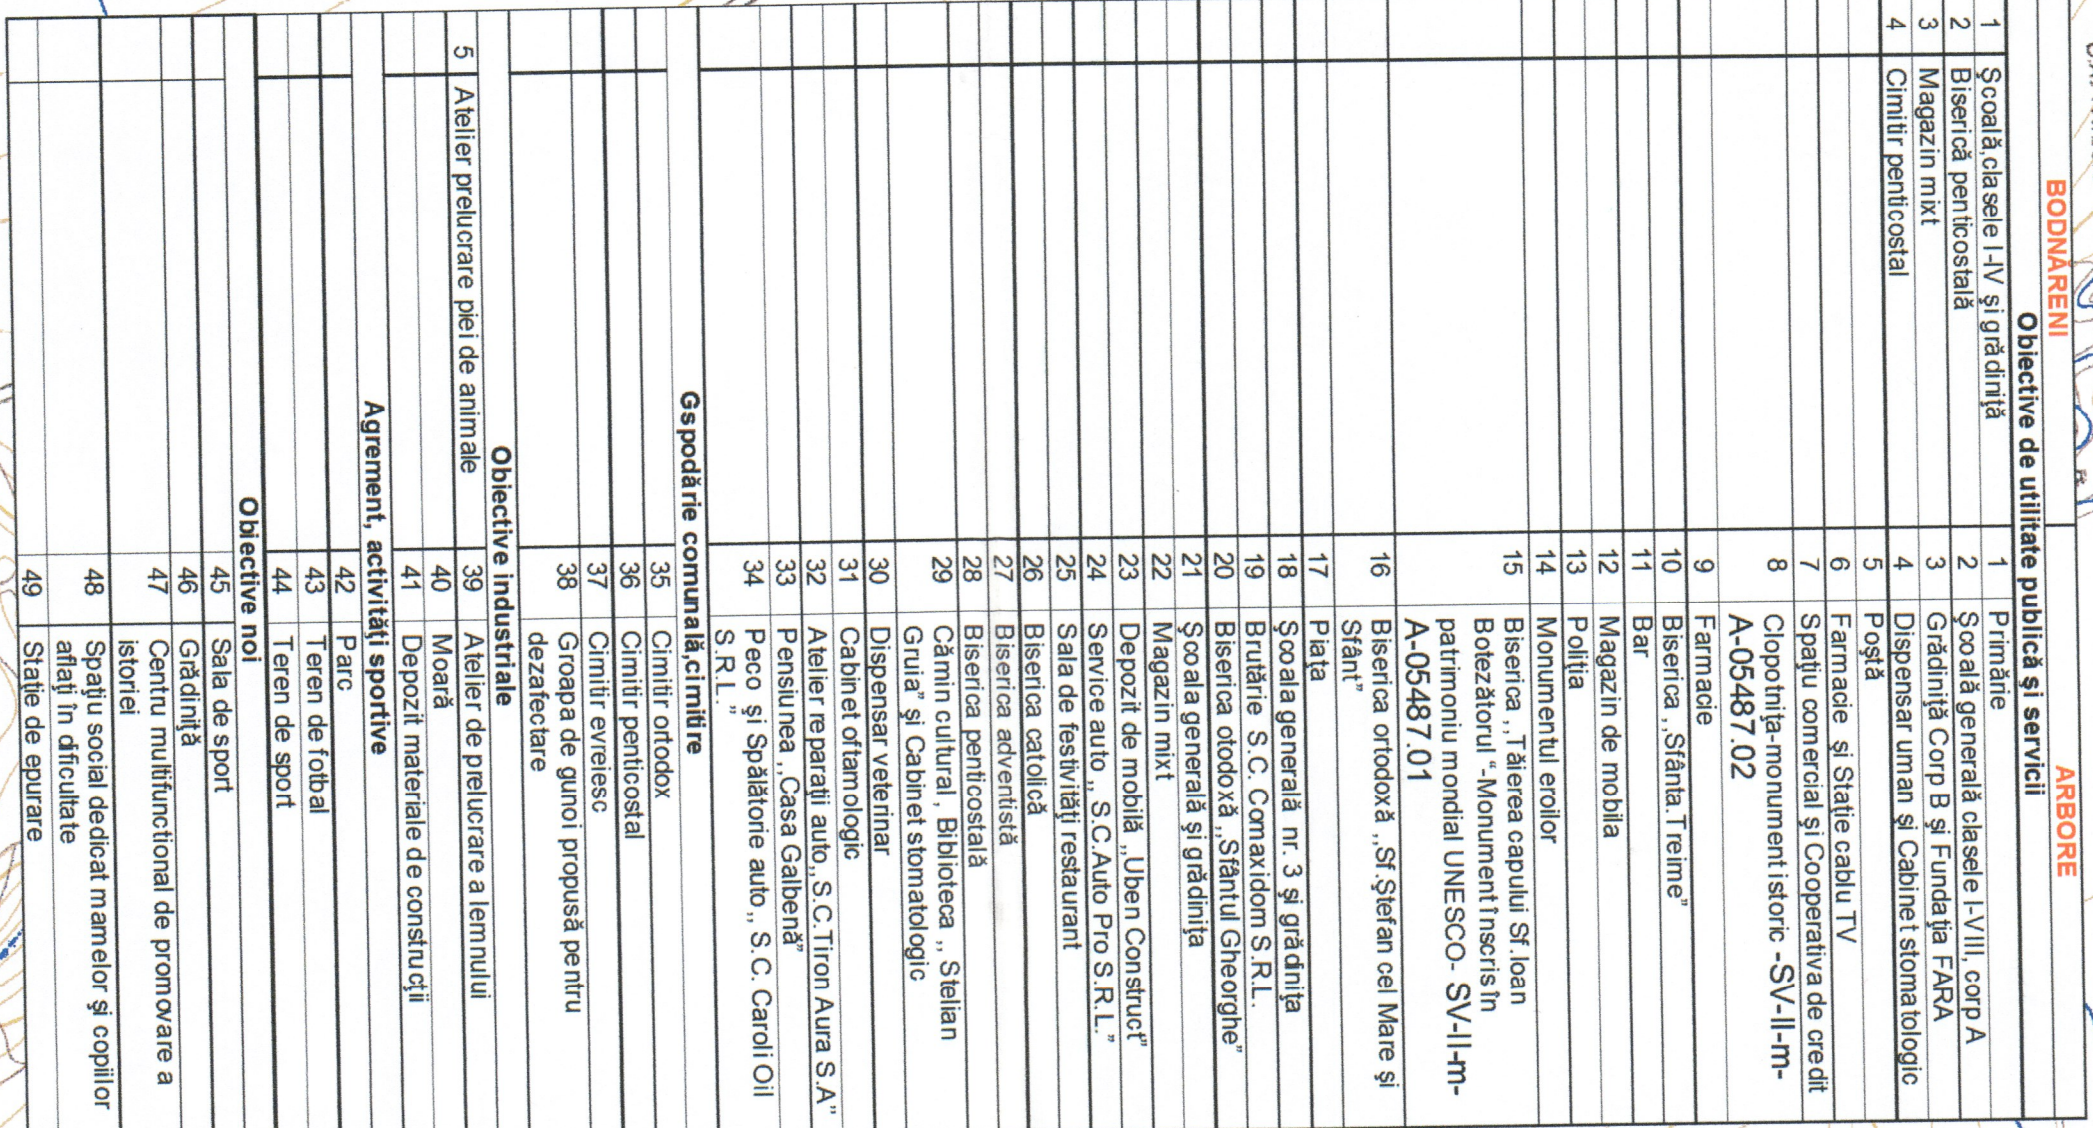 BODNĂRENI ARBORE
Obiective de utilitate publică şi servicii
1 Şcoală,clasele I-IV şi grădiniţă 1 Primărie
2 Biserică penticostală 2 Şcoală generală clasele I-VIII, corp A
3 Magazin mixt 3 Grădiniţă Corp B şi Fundaţia FARA
4 Cimitir penticostal 4 Dispensar uman şi Cabinet stomatologic
5 Poştă
6 Farmacie şi Staţie cablu TV
7 Spaţiu comercial şi Cooperativa de credit
8 Clopotniţa-monument istoric -SV-II-m-
A-05487.02
9 Farmacie
10 Biserica ,,Sfânta.Treime”
11 Bar
12 Magazin de mobila
13 Poliţia
14 Monumentul eroilor
15 Biserica ,,Tăierea capului Sf.Ioan
Botezătorul “-Monument înscris în
patrimoniu mondial UNESCO- SV-II-m-
A-05487.01
16 Biserica ortodoxă ,,Sf.Ştefan cel Mare şi
Sfânt”
17 Piaţa
18 Şcoala generală nr. 3 şi grădiniţa
19 Brutărie S.C. Comaxidom S.R.L.
20 Biserica otodoxă ,,Sfântul Gheorghe”
21 Şcoala generală şi grădiniţa
22 Magazin mixt
23 Depozit de mobilă ,,Uben Construct”
24 Service auto ,, S.C.Auto Pro S.R.L.”
25 Sala de festivităţi restaurant
26 Biserica catolică
27 Biserica adventistă
28 Biserica penticostală
29 Cămin cultural , Biblioteca ,, Stelian
Gruia” şi Cabinet stomatologic
30 Dispensar veterinar
31 Cabinet oftamologic
32 Atelier reparaţii auto,,S.C.Tiron Aura S.A”
33 Pensiunea ,,Casa Galbenă”
34 Peco şi Spălătorie auto,, S.C. Caroli Oil
S.R.L.”
Gspodărie comunală,cimitire
35 Cimitir ortodox
36 Cimitir penticostal
37 Cimitir evreiesc
38 Groapa de gunoi propusă pentru
dezafectare
Obiective industriale
5 Atelier prelucrare piei de animale 39 Atelier de prelucrare a lemnului
40 Moară
41 Depozit materiale de construcţii
Agrement, activităţi sportive
42 Parc
43 Teren de fotbal
44 Teren de sport
Obiective noi
45 Sala de sport
46 Grădiniţă
47 Centru multifunctional de promovare a
istoriei
48 Spaţiu social dedicat mamelor şi copiilor
aflaţi în dificultate
49 Staţie de epurare